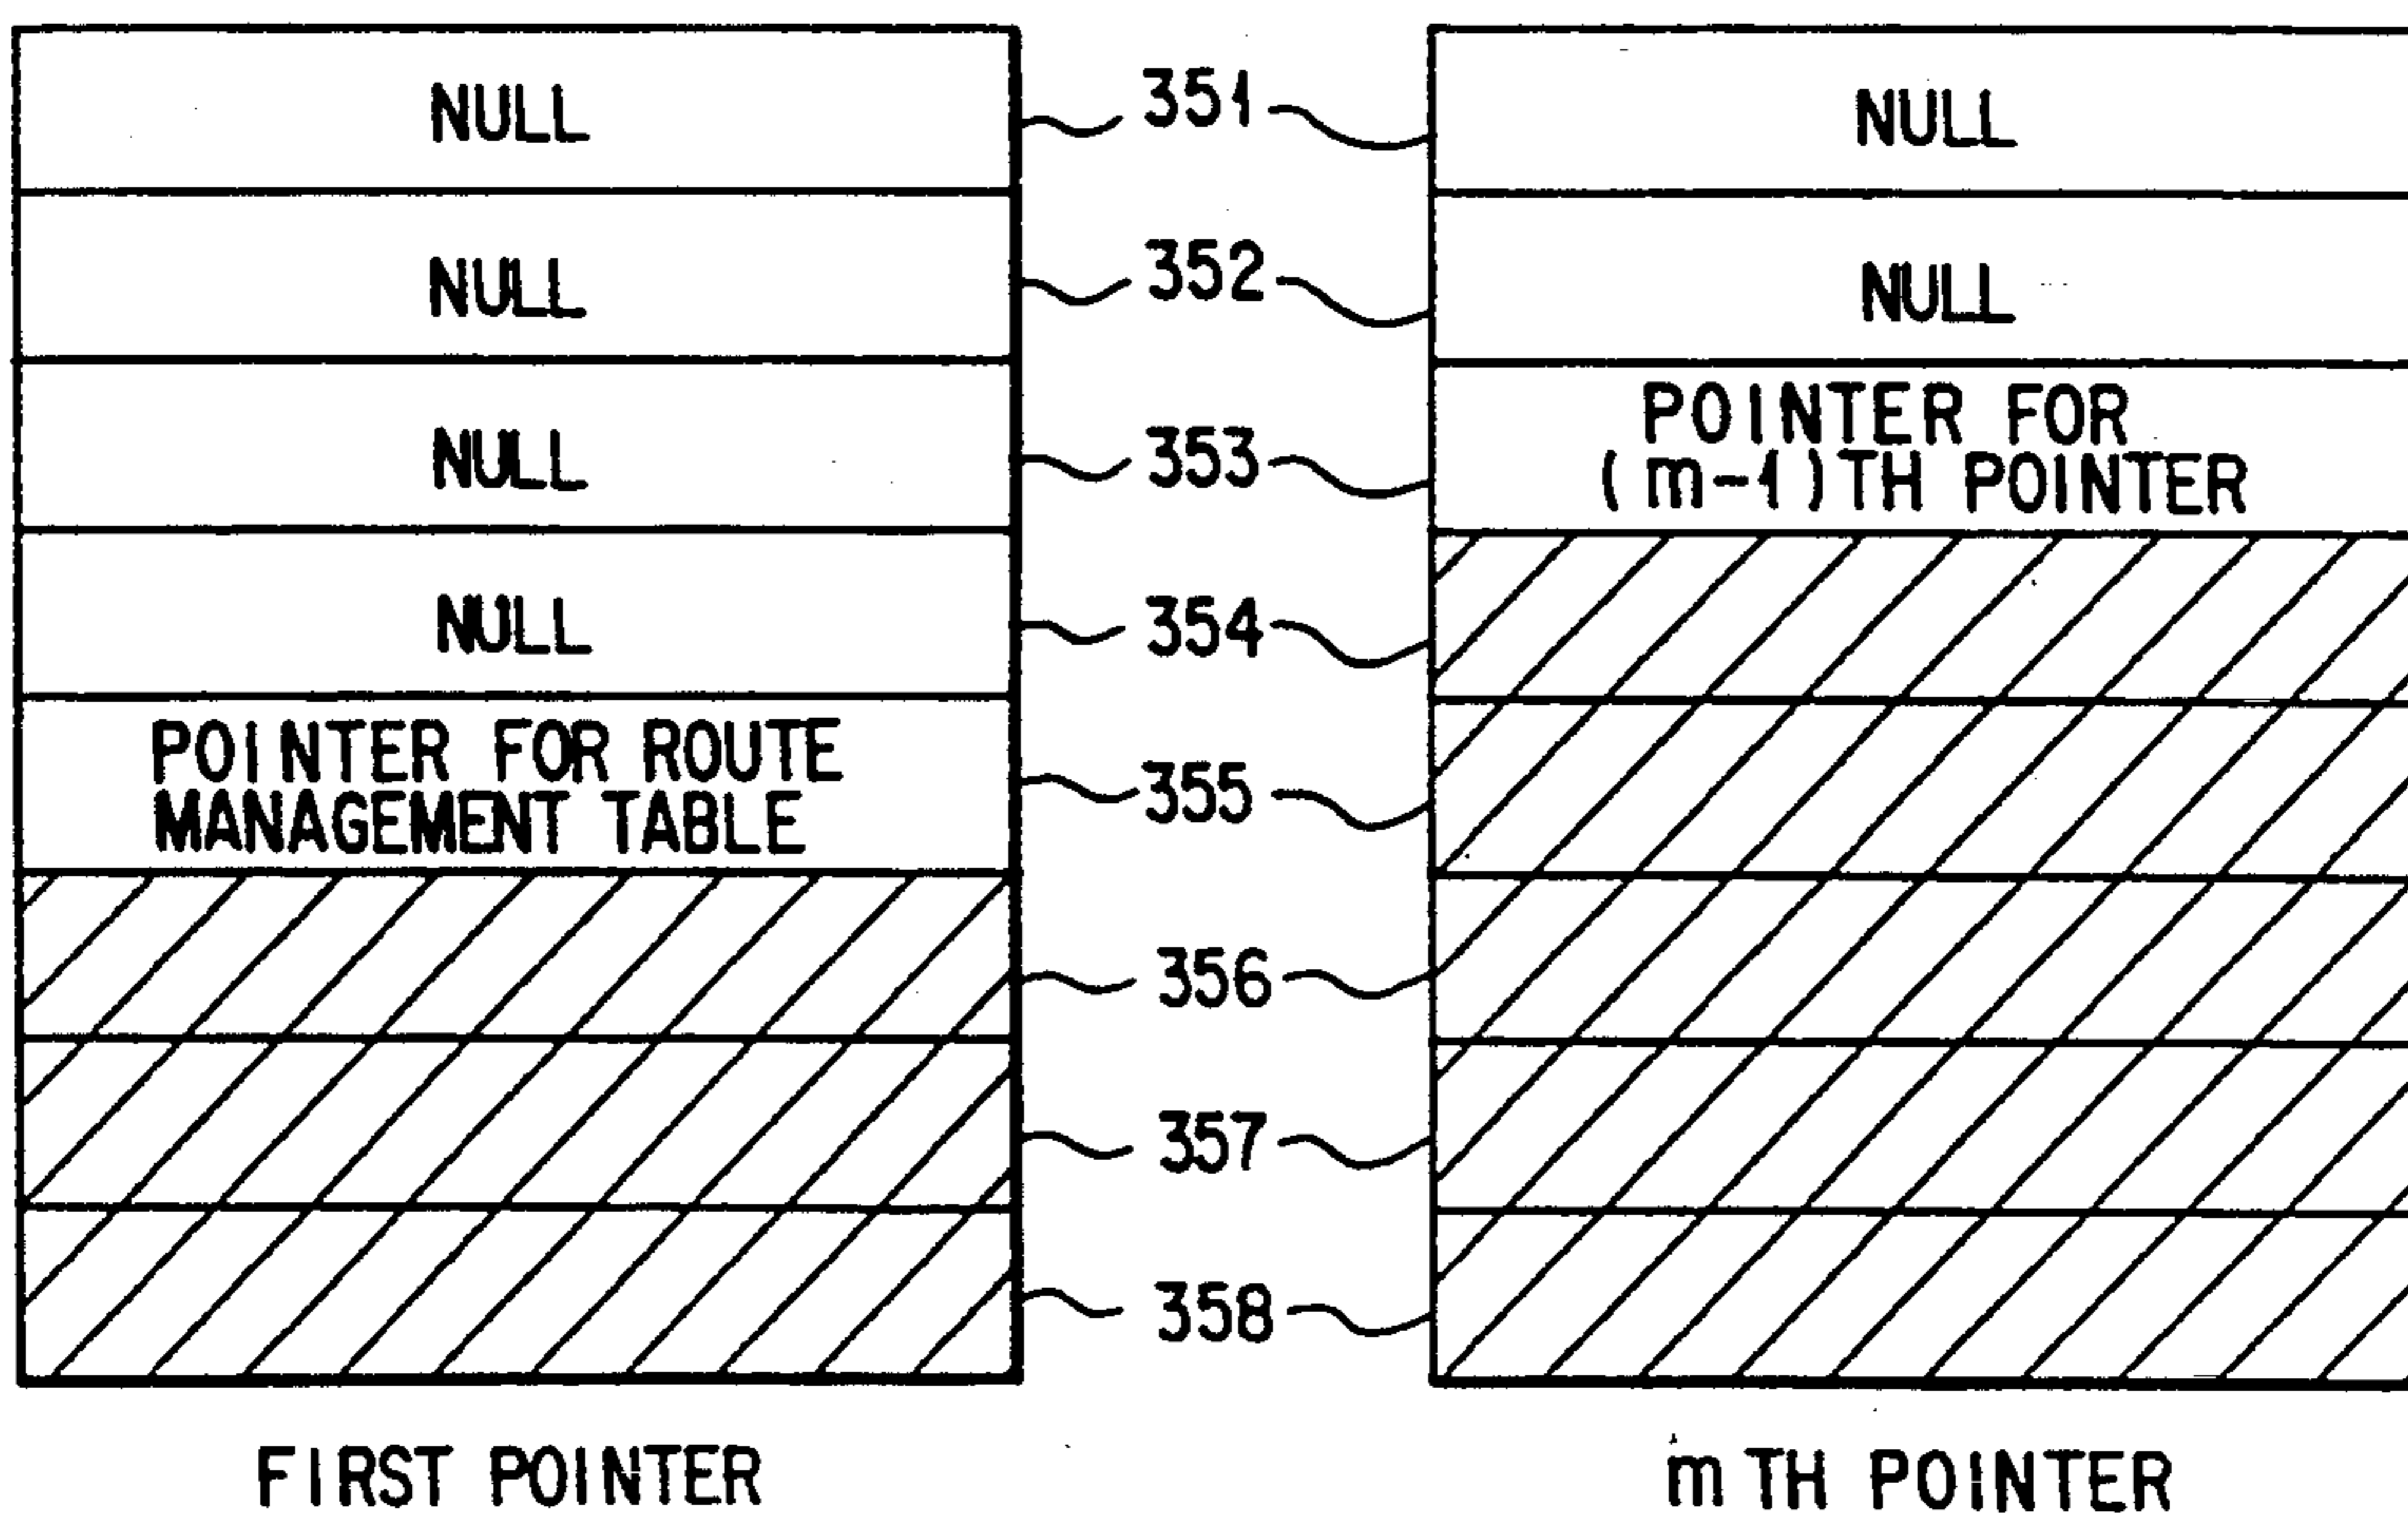 NULL
NULL
NULL
NULL
POINTER FOR ROUTE
MANAGEMENT TABLE
351
352
353
354
355
356
357
358
NULL
NULL
POINTER FOR
(m-1)TH POINTER
FIRST POINTER
mTH POINTER